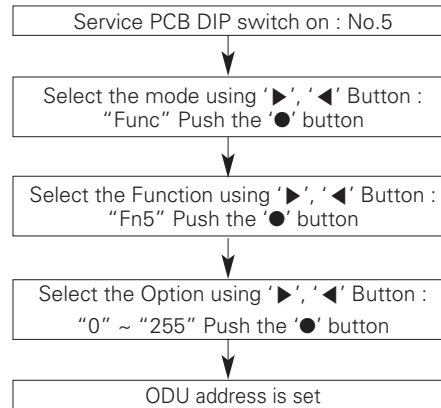 Service PCB DIP switch on : No.5
Select the mode using ‘▶’, ‘◀’ Button :
“Func” Push the ‘●’ button
Select the Function using ‘▶’, ‘◀’ Button :
“Fn5” Push the ‘●’ button
Select the Option using ‘▶’, ‘◀’ Button :
“0” ~ “255” Push the ‘●’ button
ODU address is set